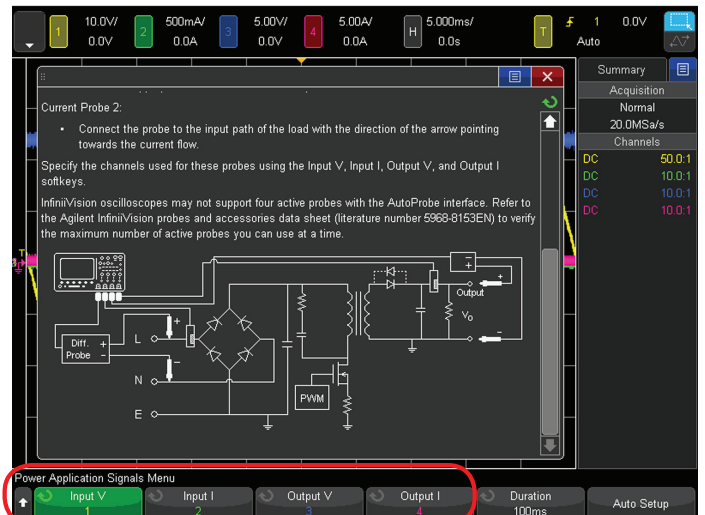 1 10.0V/ 0.0V 2 500mA/ 0.0A 3 5.00V/ 0.0V 4 5.00A/ 0.0A H 5.000ms/ 0.0s T 1 0.0V Auto
Summary
Acquisition
Normal
20.0MSa/s
Channels
DC 50.0:1
DC 10.0:1
DC 10.0:1
DC 10.0:1
Current Probe 2:
• Connect the probe to the input path of the load with the direction of the arrow pointing
towards the current flow.
Specify the channels used for these probes using the Input V, Input I, Output V, and Output I
softkeys.
InfiniiVision oscilloscopes may not support four active probes with the AutoProbe interface. Refer to
the Agilent InfiniiVision probes and accessories data sheet (literature number 5968-8153EN) to verify
the maximum number of active probes you can use at a time.
Diff. Probe
+
-
L
+
-
N
E
PWM
-
+
+
Output
Vo
-
T
Power Application Signals Menu
Input V
1
Input I
2
Output V
3
Output I
4
Duration
100ms
Auto Setup